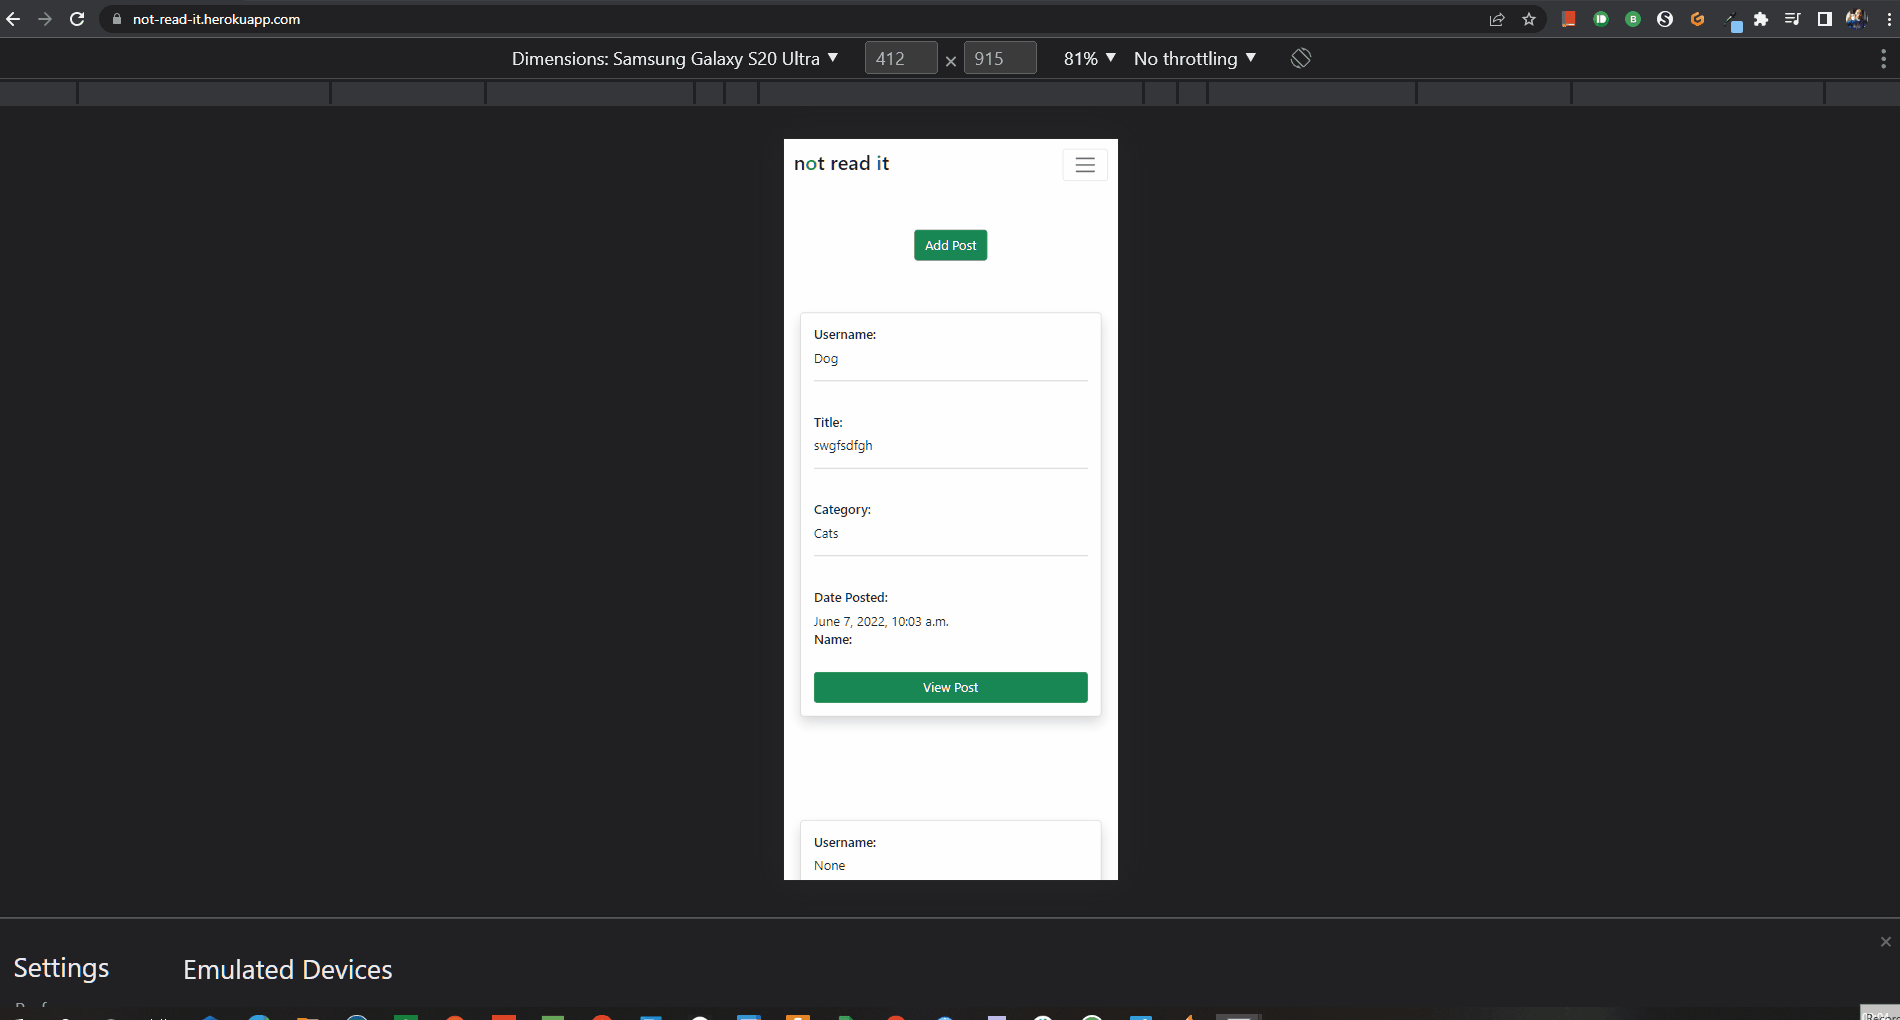 not-read-it.herokuapp.com
Dimensions: Samsung Galaxy S20 Ultra ▼ 412 × 915 81% ▼ No throttling ▼
not read it
Add Post
Username:
Dog
Title:
swgfsdfgh
Category:
Cats
Date Posted:
June 7, 2022, 10:03 a.m.
Name:
View Post
Username:
None
Settings
Emulated Devices